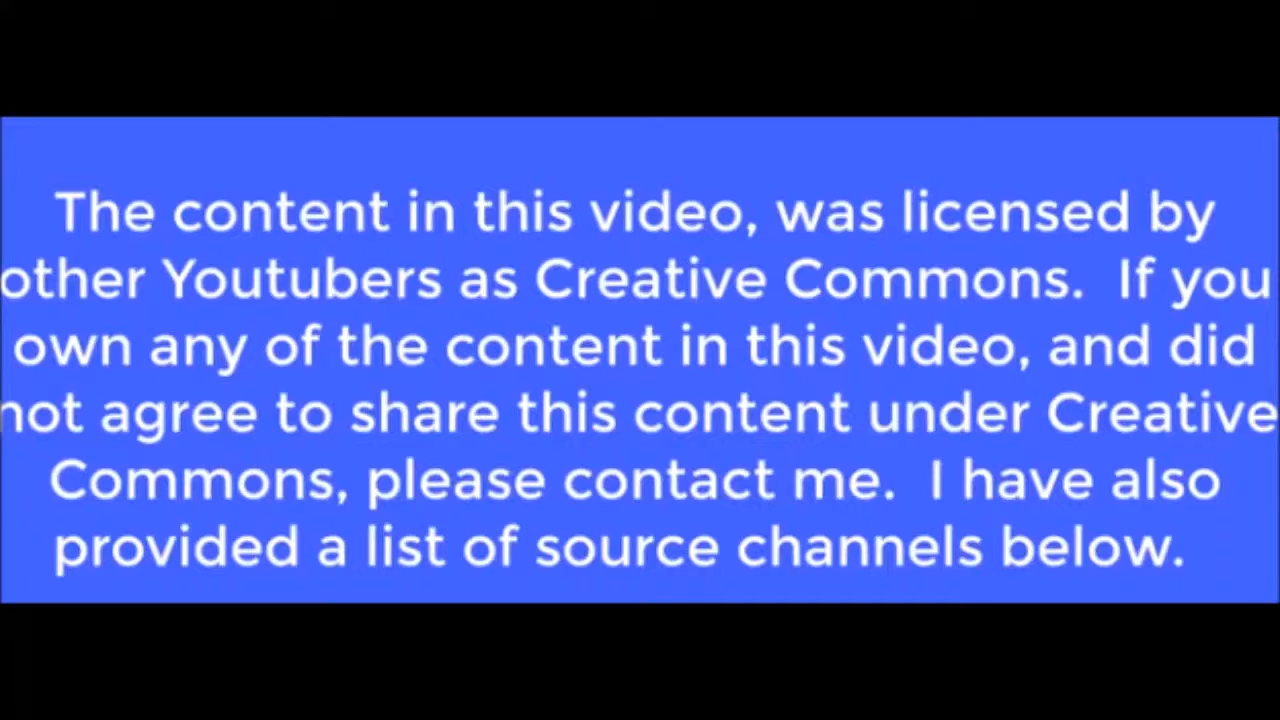 The content in this video, was licensed by
other Youtubers as Creative Commons.  If you
own any of the content in this video, and did
not agree to share this content under Creative
Commons, please contact me.  I have also
provided a list of source channels below.